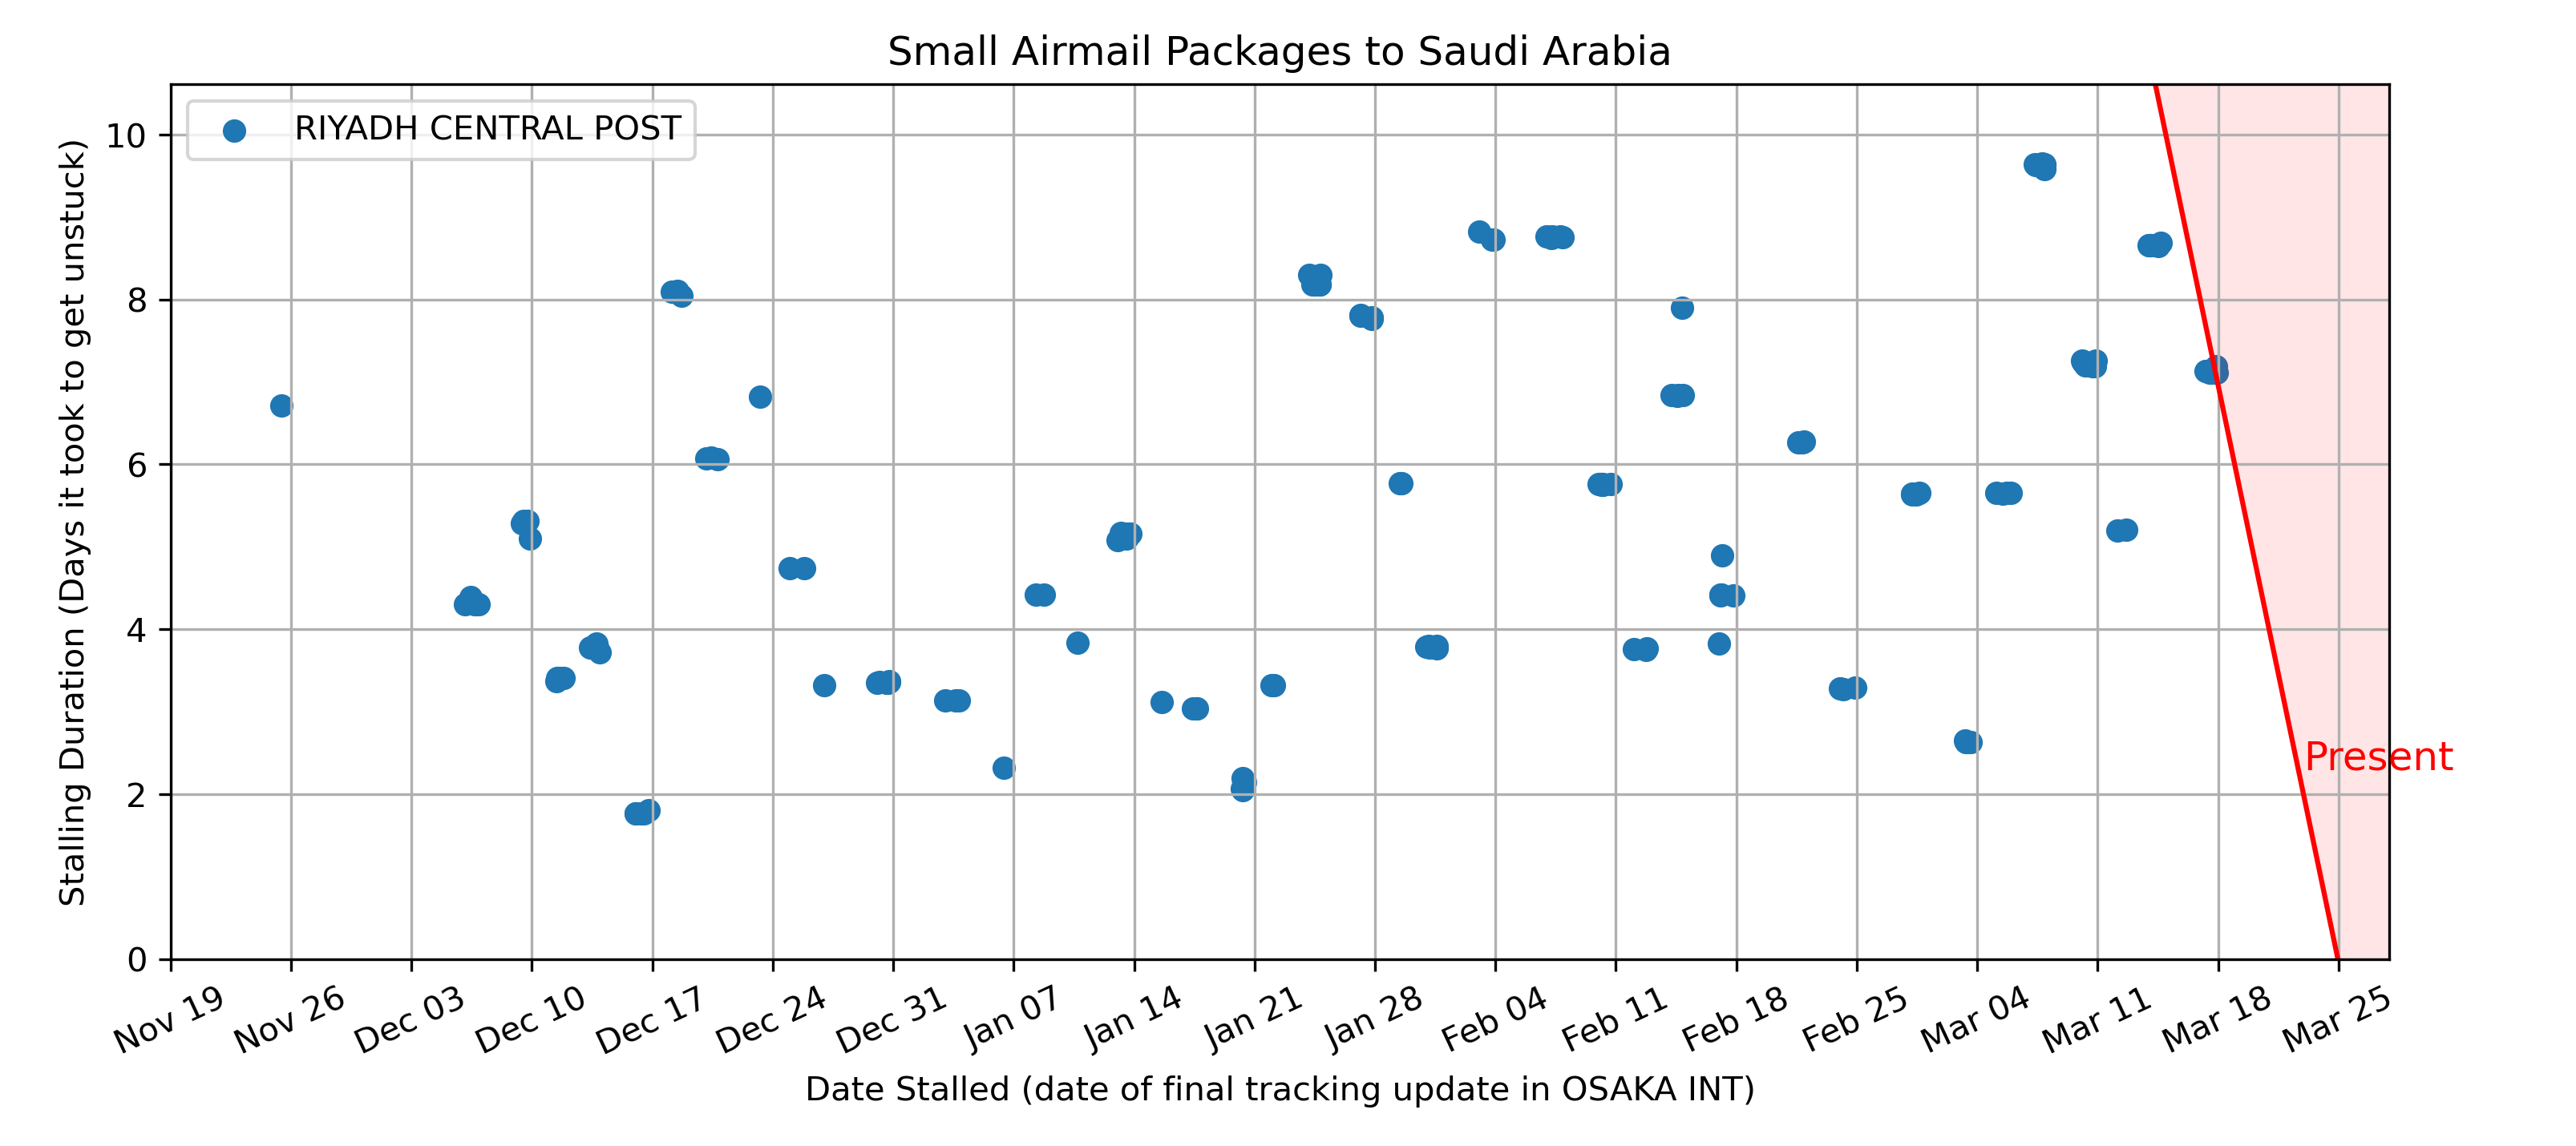 Small Airmail Packages to Saudi Arabia
RIYADH CENTRAL POST
Stalling Duration (Days it took to get unstuck)
10
8
6
4
2
0
Present
Nov 19 Nov 26 Dec 03 Dec 10 Dec 17 Dec 24 Dec 31 Jan 07 Jan 14 Jan 21 Jan 28 Feb 04 Feb 11 Feb 18 Feb 25 Mar 04 Mar 11 Mar 18 Mar 25
Date Stalled (date of final tracking update in OSAKA INT)